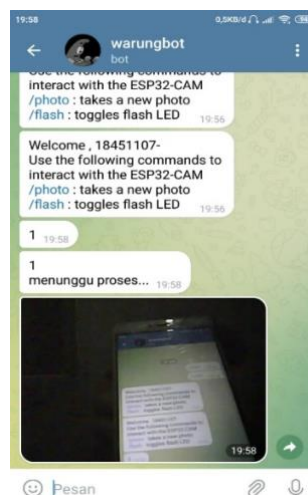 19:58
0,5KB/d
warungbot
bot
Use the following commands to
interact with the ESP32-CAM
/photo : takes a new photo
/flash : toggles flash LED
19:56
Welcome , 18451107-
Use the following commands to
interact with the ESP32-CAM
/photo : takes a new photo
/flash : toggles flash LED
19:56
1 19:58
1
menunggu proses... 19:58
19:58
Pesan